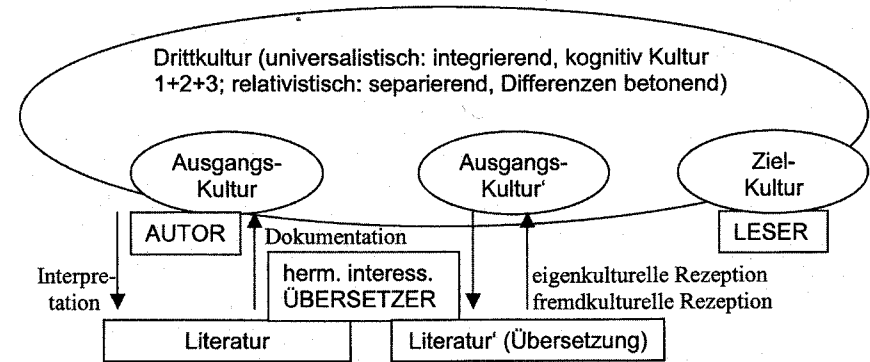 Drittkultur (universalistisch: integrierend, kognitiv Kultur
1+2+3; relativistisch: separierend, Differenzen betonend)
Ausgangs-
Kultur
Ausgangs-
Kultur'
Ziel-
Kultur
AUTOR
LESER
Dokumentation
Interpre-
tation
herm. interess.
ÜBERSETZER
eigenkulturelle Rezeption
fremdkulturelle Rezeption
Literatur
Literatur' (Übersetzung)